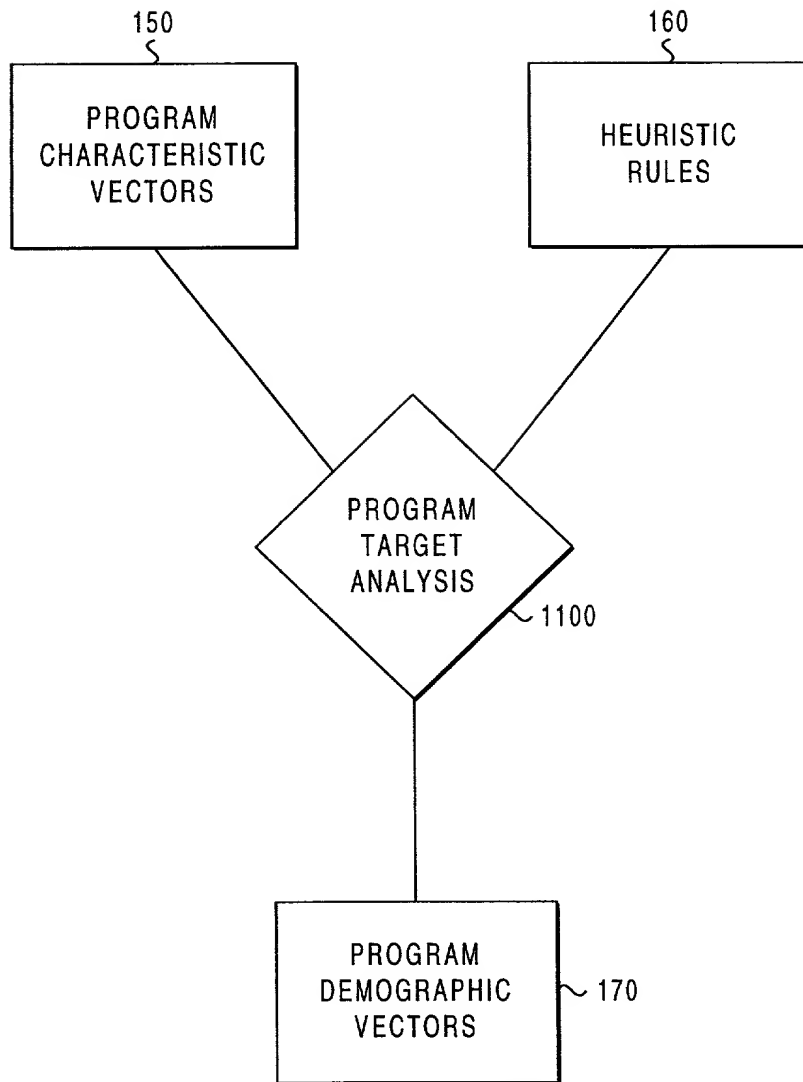 150
160
PROGRAM
CHARACTERISTIC
VECTORS
HEURISTIC
RULES
PROGRAM
TARGET
ANALYSIS
1100
PROGRAM
DEMOGRAPHIC
VECTORS
170